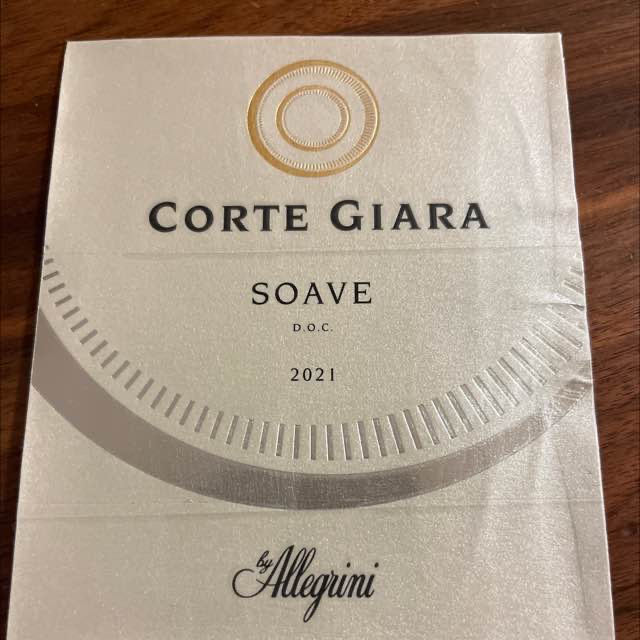 CORTE GIARA
SOAVE
D.O.C.
2021
by Allegrini